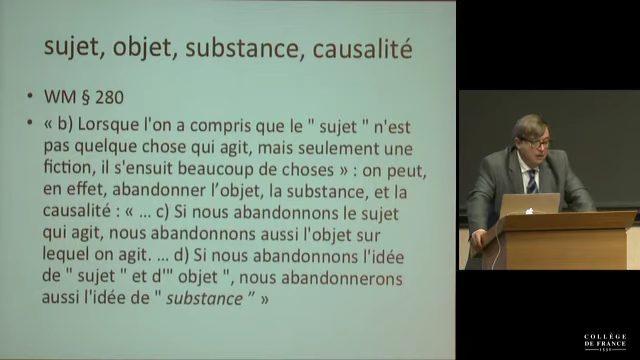 sujet, objet, substance, causalité
• WM § 280
• « b) Lorsque l'on a compris que le " sujet " n'est
pas quelque chose qui agit, mais seulement une
fiction, il s'ensuit beaucoup de choses » : on peut,
en effet, abandonner l’objet, la substance, et la
causalité : « ... c) Si nous abandonnons le sujet
qui agit, nous abandonnons aussi l'objet sur
lequel on agit. ... d) Si nous abandonnons l'idée
de " sujet " et d'" objet ", nous abandonnerons
aussi l'idée de " substance " »
COLLÈGE
DE FRANCE
1530